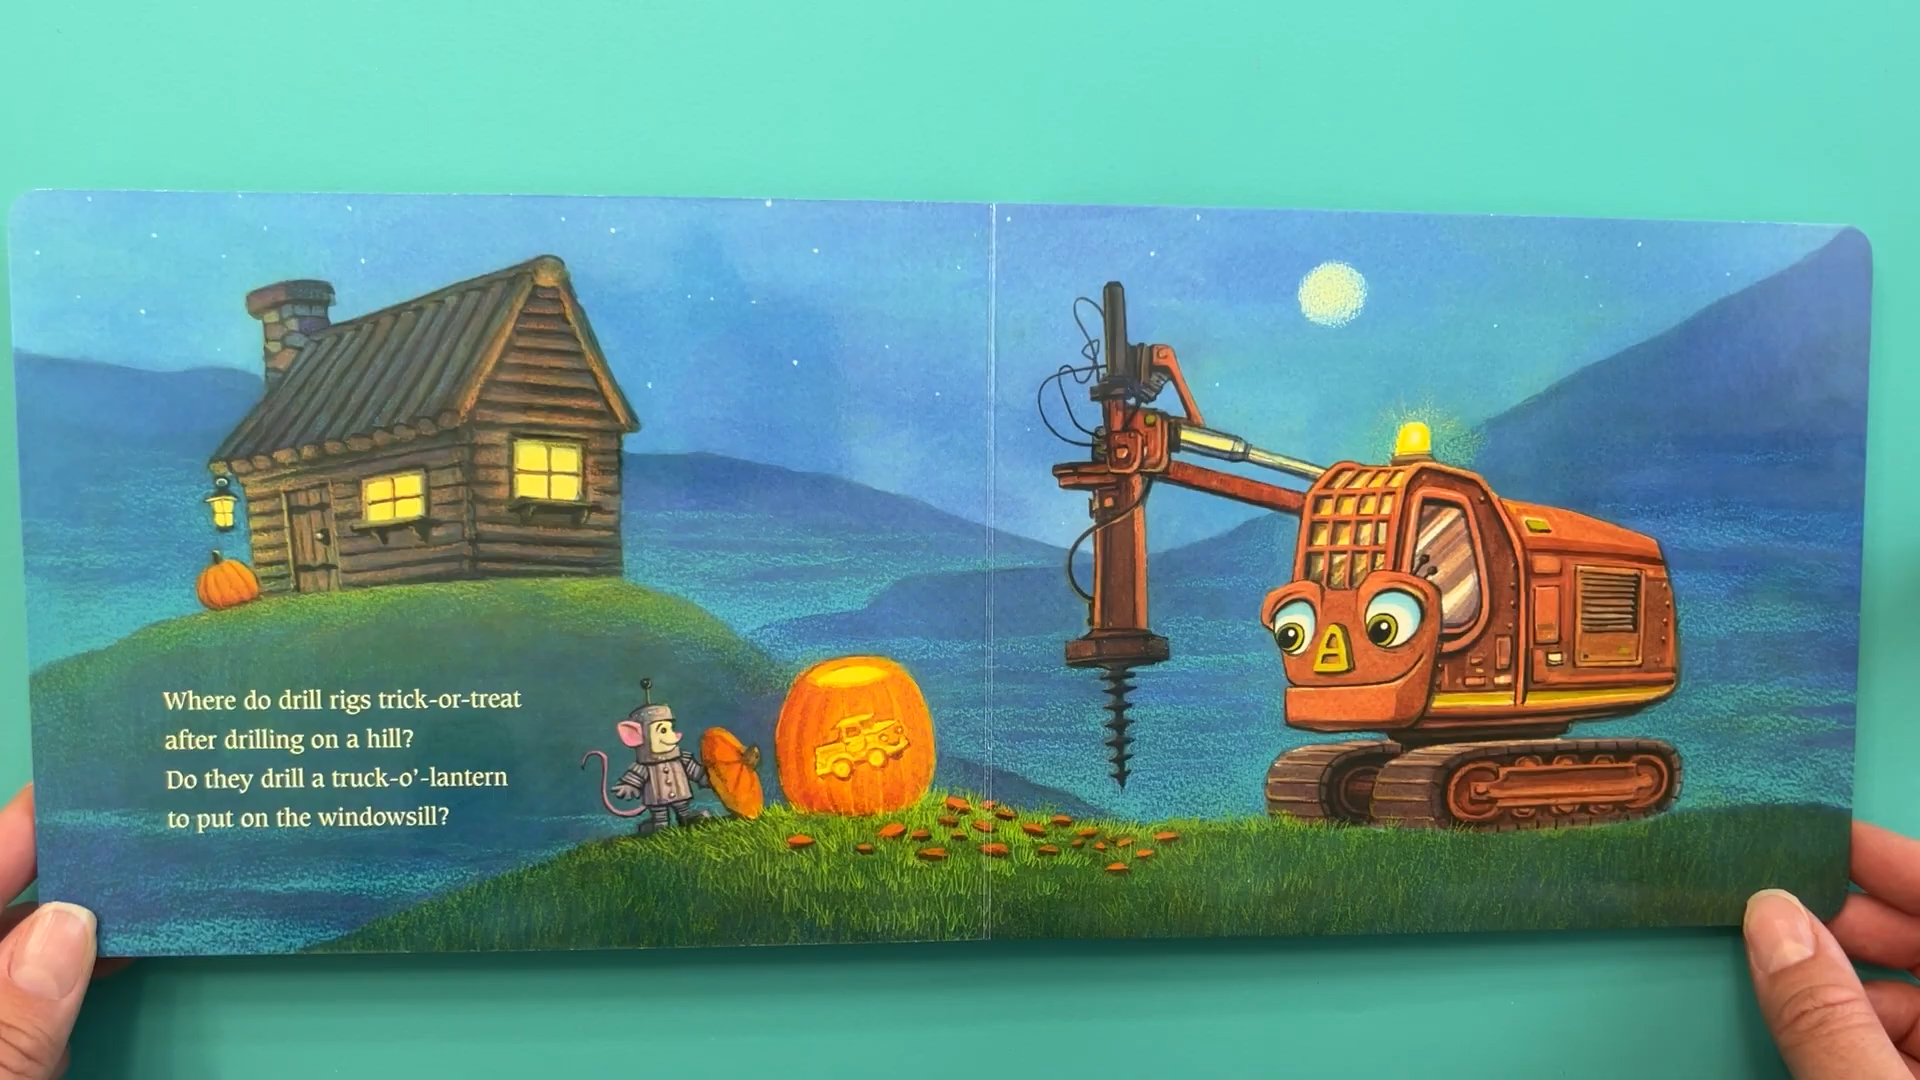 Where do drill rigs trick-or-treat
after drilling on a hill?
Do they drill a truck-o’-lantern
to put on the windowsill?